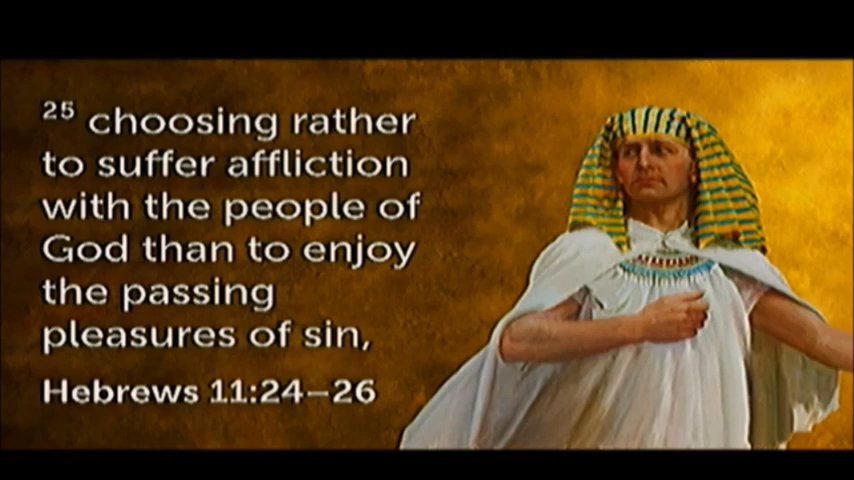 25 choosing rather
to suffer affliction
with the people of
God than to enjoy
the passing
pleasures of sin,
Hebrews 11:24–26